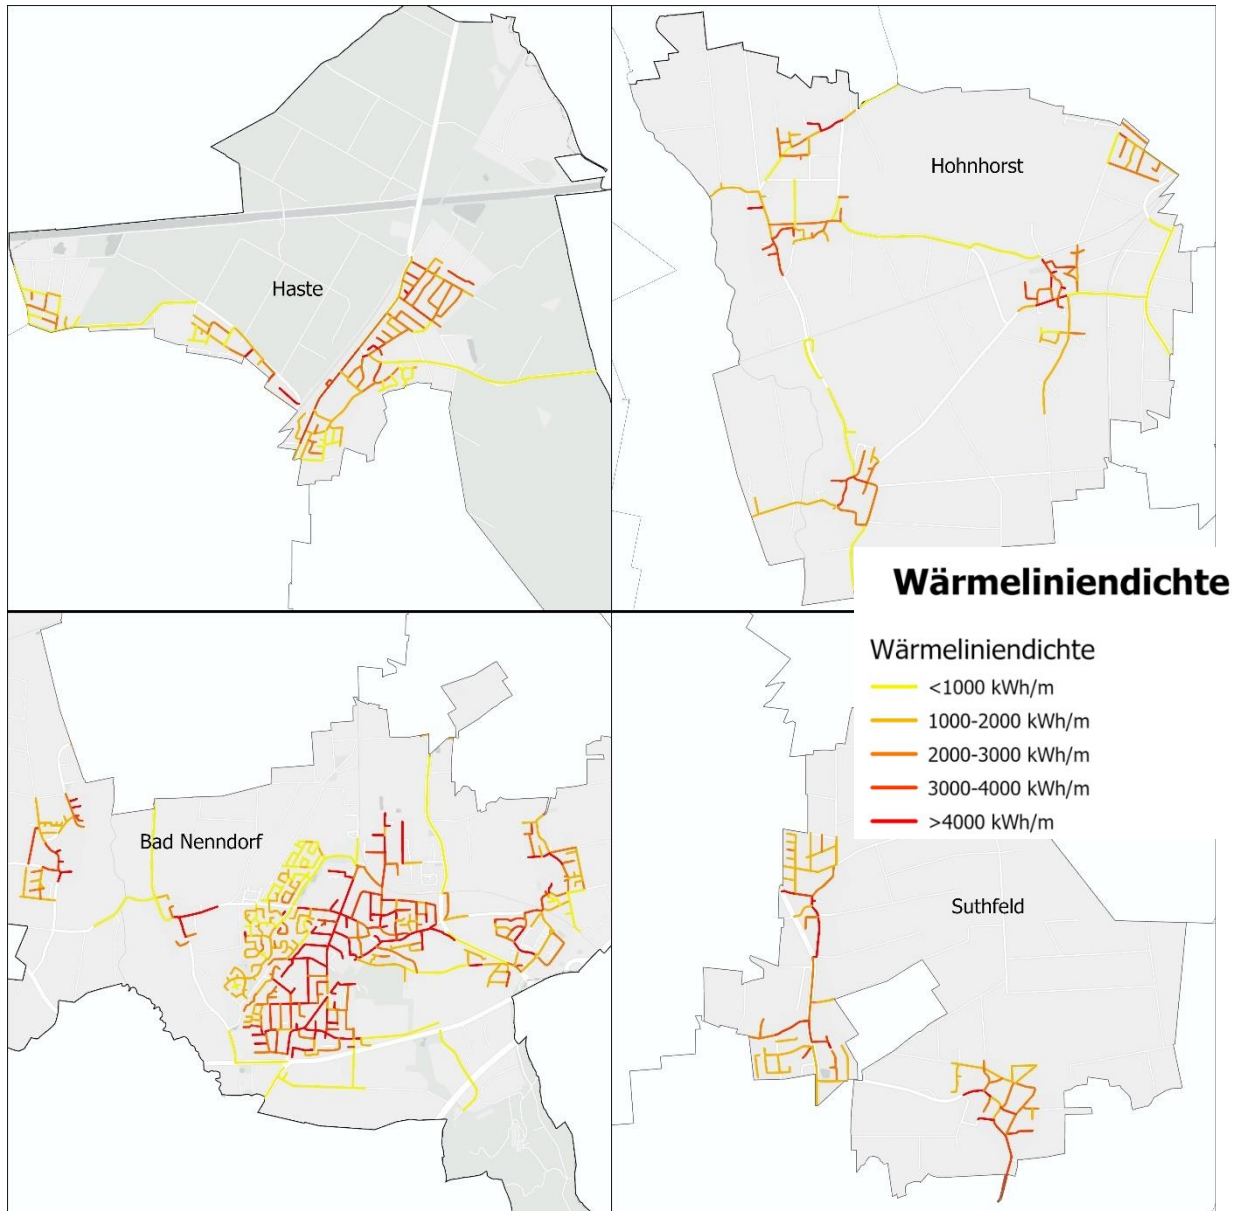 Haste
Hohnhorst
Wärmeliniendichte
Wärmeliniendichte
<1000 kWh/m
1000-2000 kWh/m
2000-3000 kWh/m
3000-4000 kWh/m
>4000 kWh/m
Bad Nenndorf
Suthfeld